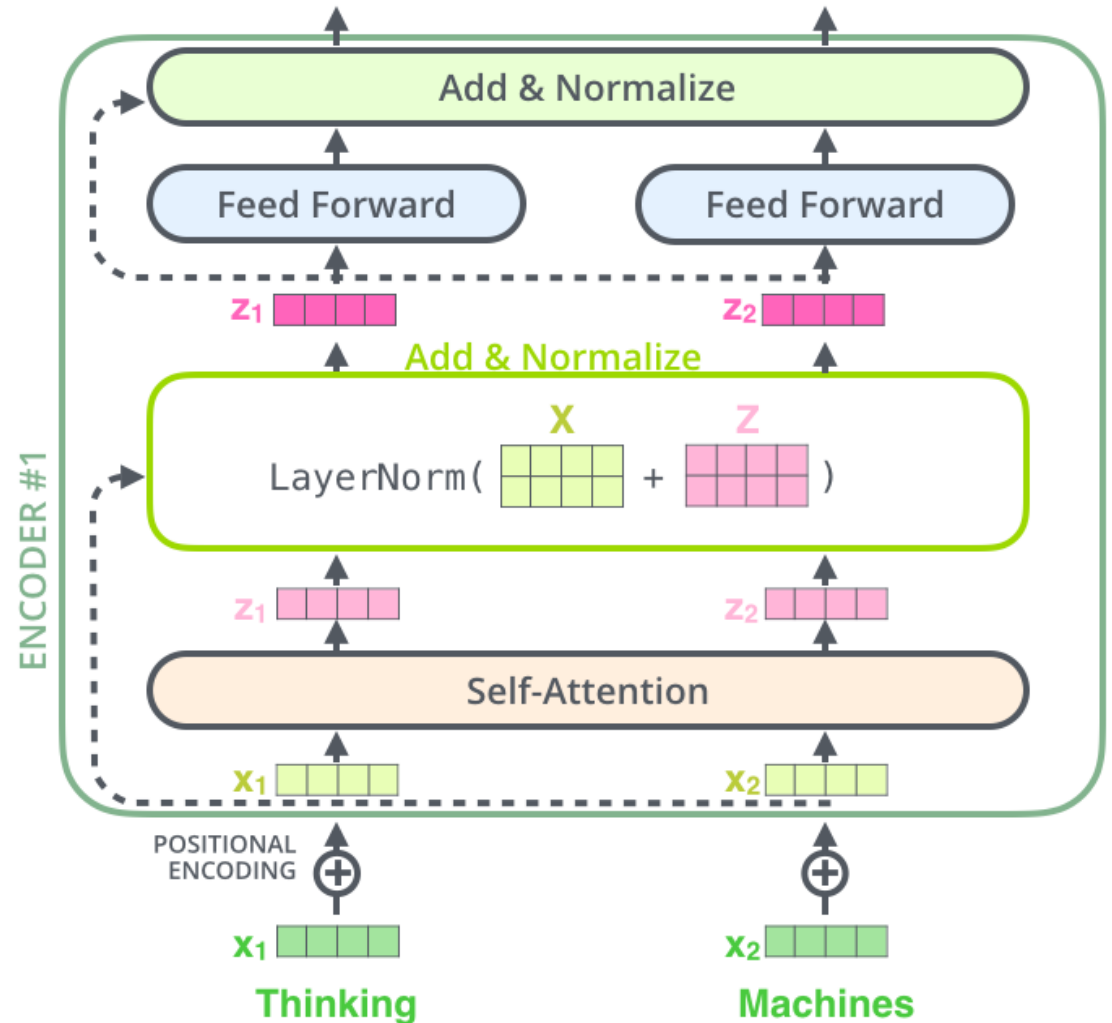 Add & Normalize
Feed Forward Feed Forward
z1 z2
Add & Normalize
X Z
LayerNorm( + )
ENCODER #1
z1 z2
Self-Attention
x1 x2
POSITIONAL
ENCODING
x1 x2
Thinking Machines